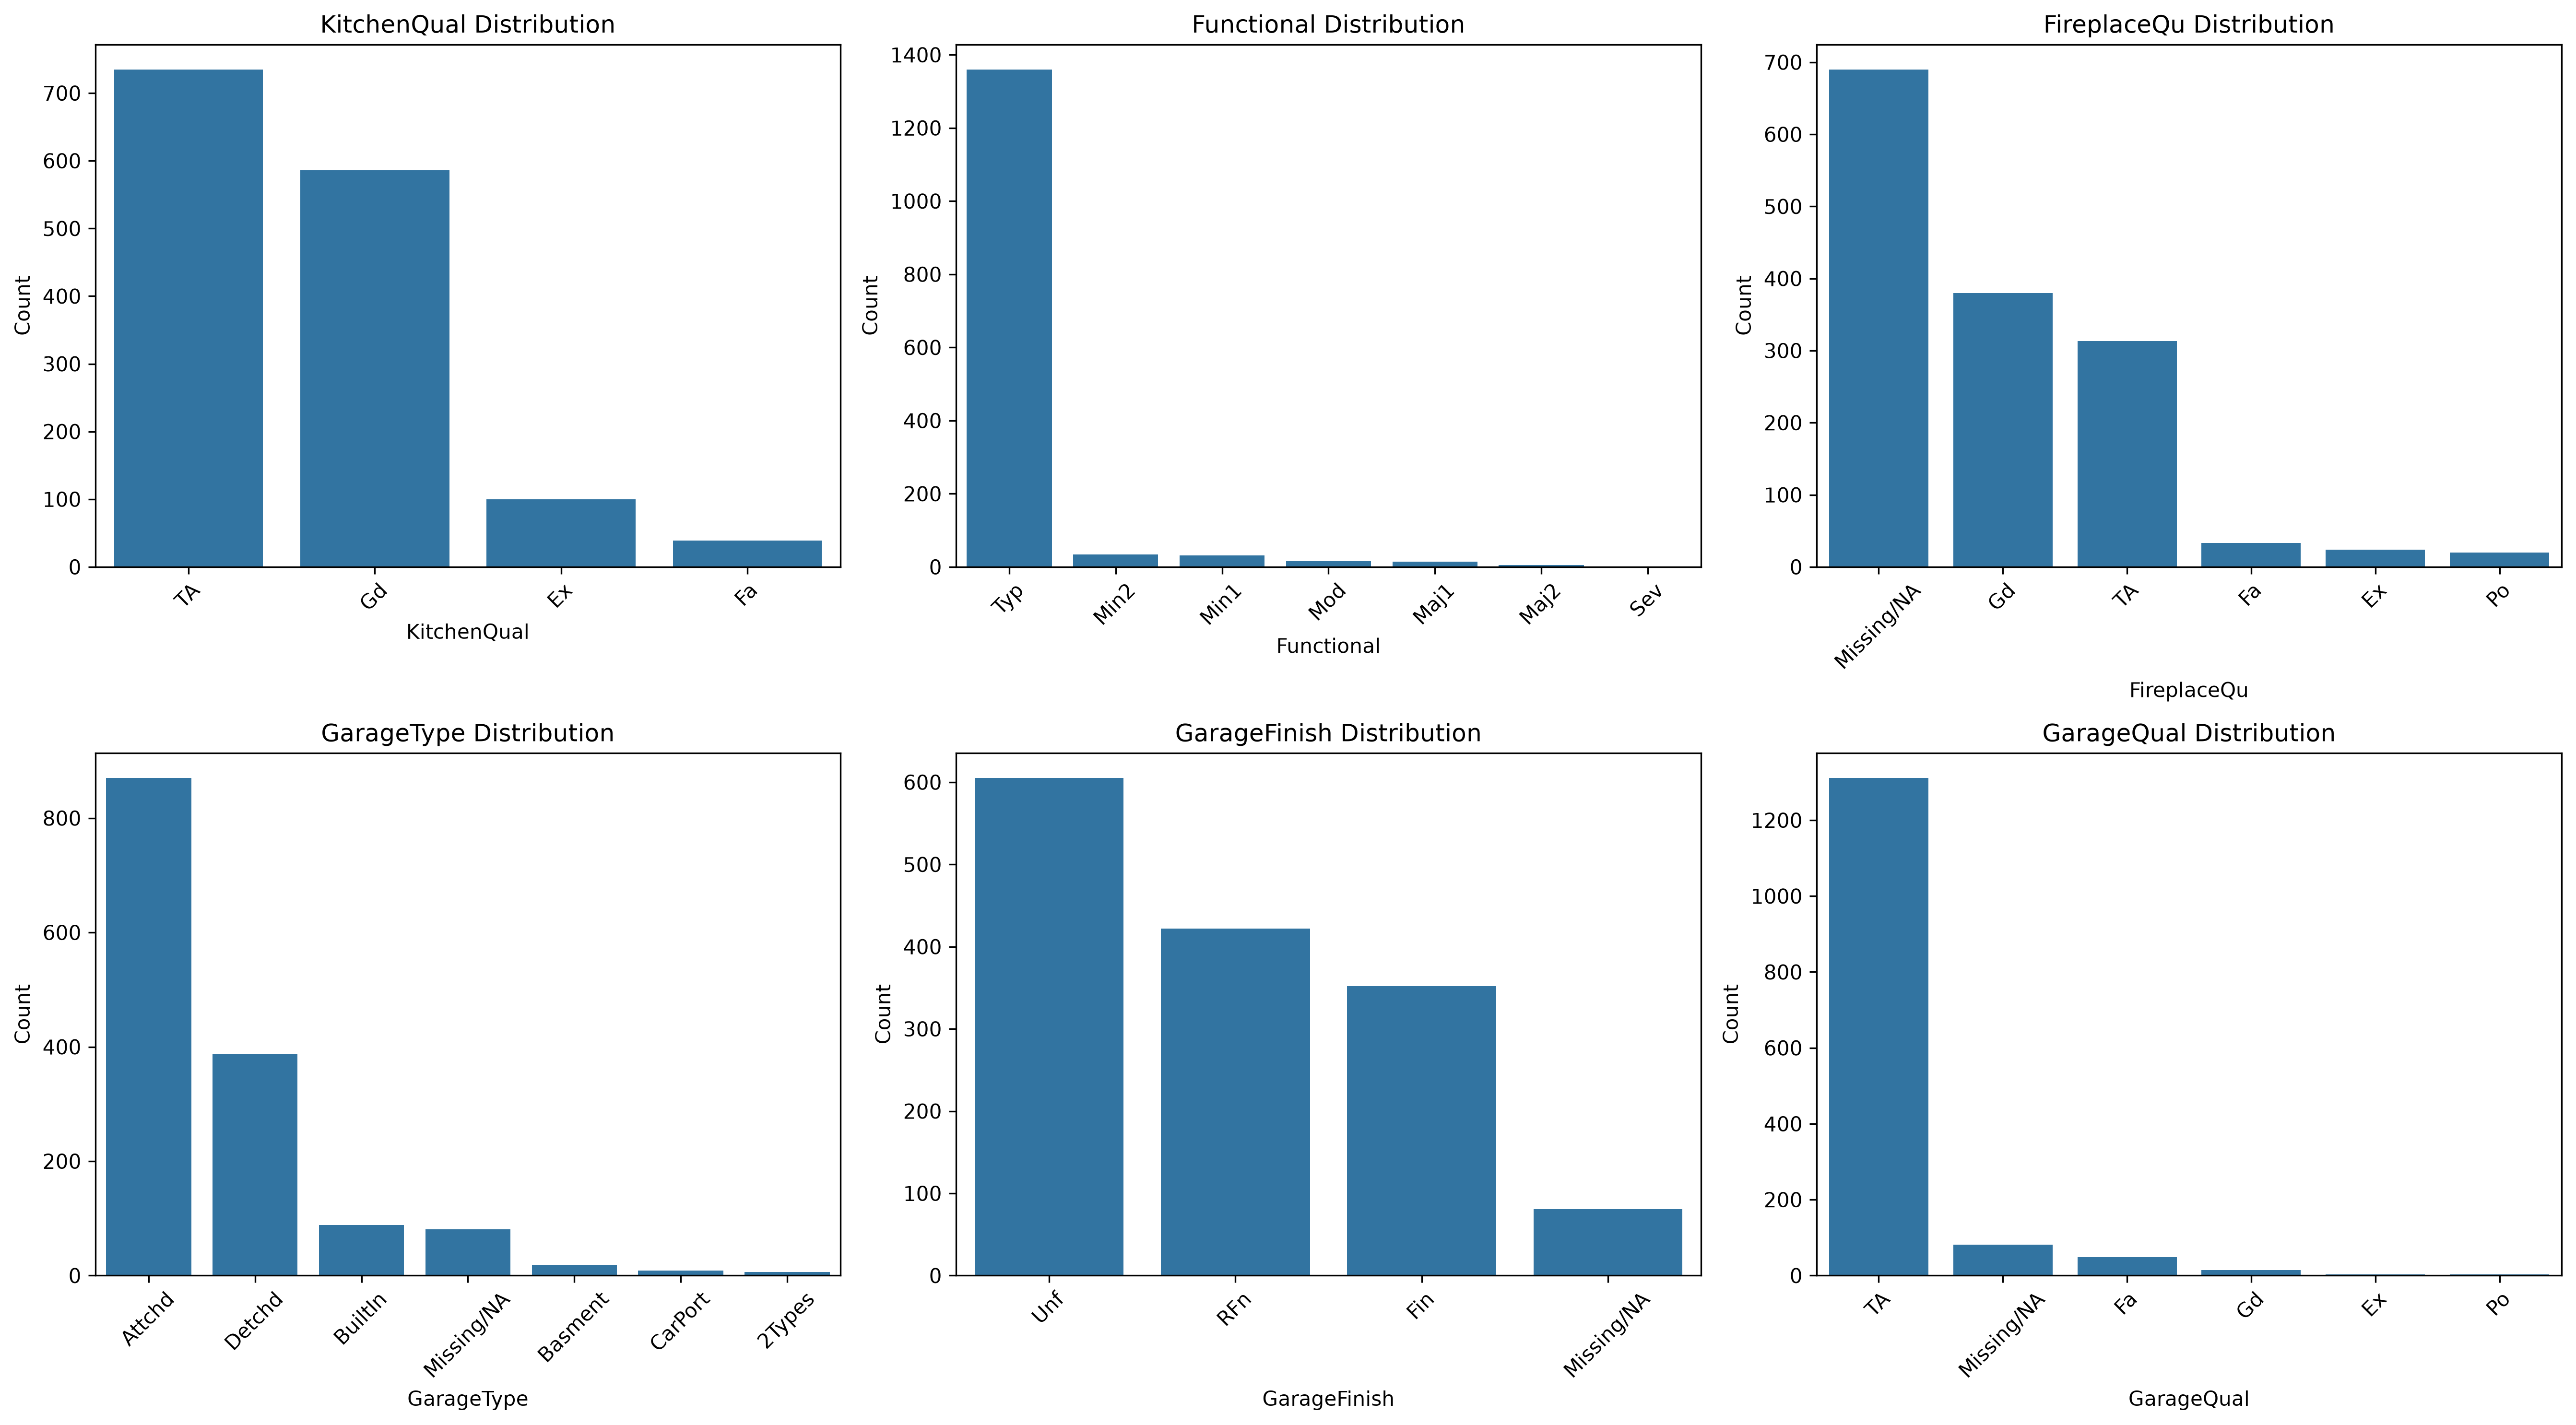 KitchenQual Distribution
Count
700
600
500
400
300
200
100
0
TA
Gd
Ex
Fa
KitchenQual
Functional Distribution
Count
1400
1200
1000
800
600
400
200
0
Typ
Min2
Min1
Mod
Maj1
Maj2
Sev
Functional
FireplaceQu Distribution
Count
700
600
500
400
300
200
100
0
Missing/NA
Gd
TA
Fa
Ex
Po
FireplaceQu
GarageType Distribution
Count
800
600
400
200
0
Attchd
Detchd
BuiltIn
Missing/NA
Basment
CarPort
2Types
GarageType
GarageFinish Distribution
Count
600
500
400
300
200
100
0
Unf
RFn
Fin
Missing/NA
GarageFinish
GarageQual Distribution
Count
1200
1000
800
600
400
200
0
TA
Missing/NA
Fa
Gd
Ex
Po
GarageQual